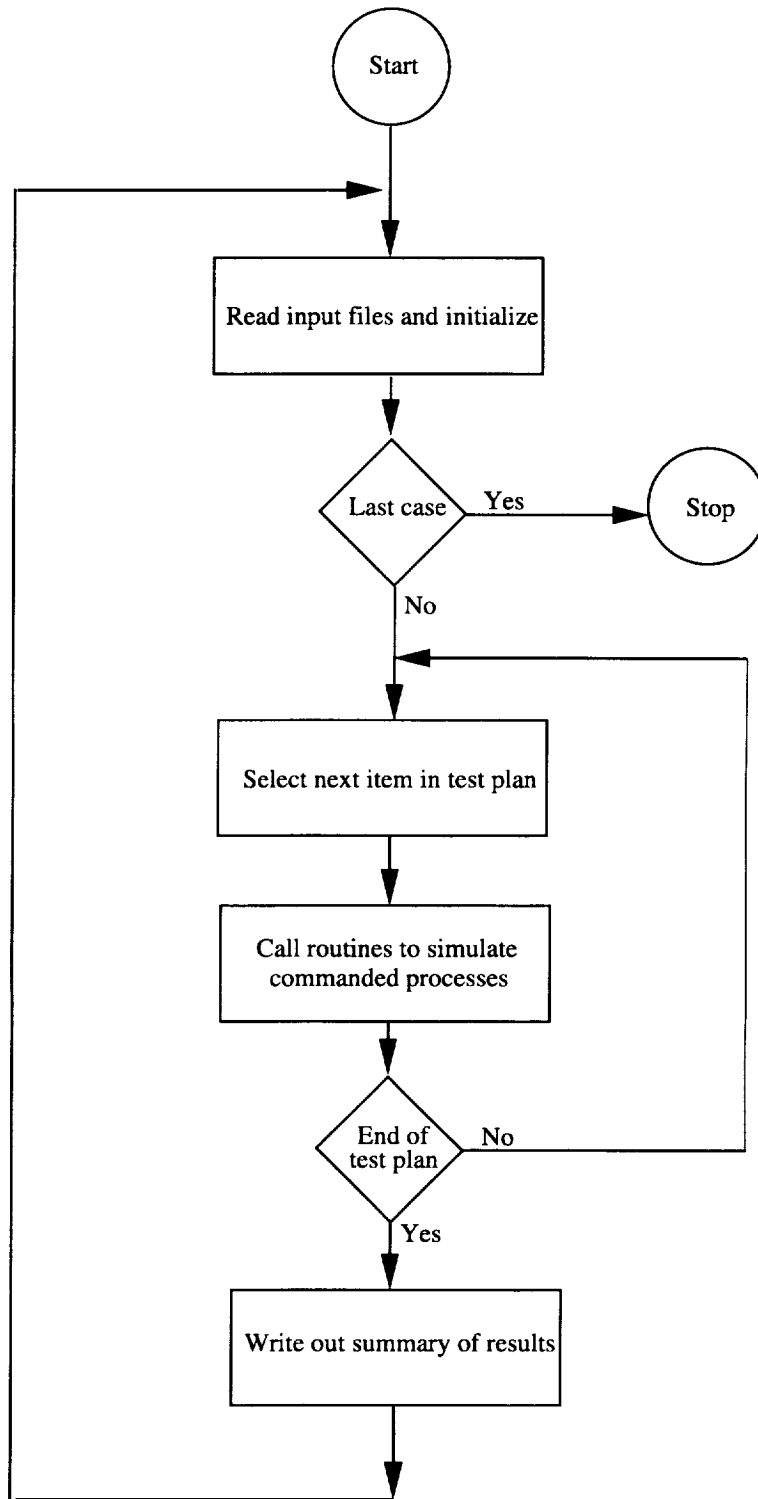 Start
Read input files and initialize
Last case
Yes
Stop
No
Select next item in test plan
Call routines to simulate
commanded processes
End of
test plan
No
Yes
Write out summary of results